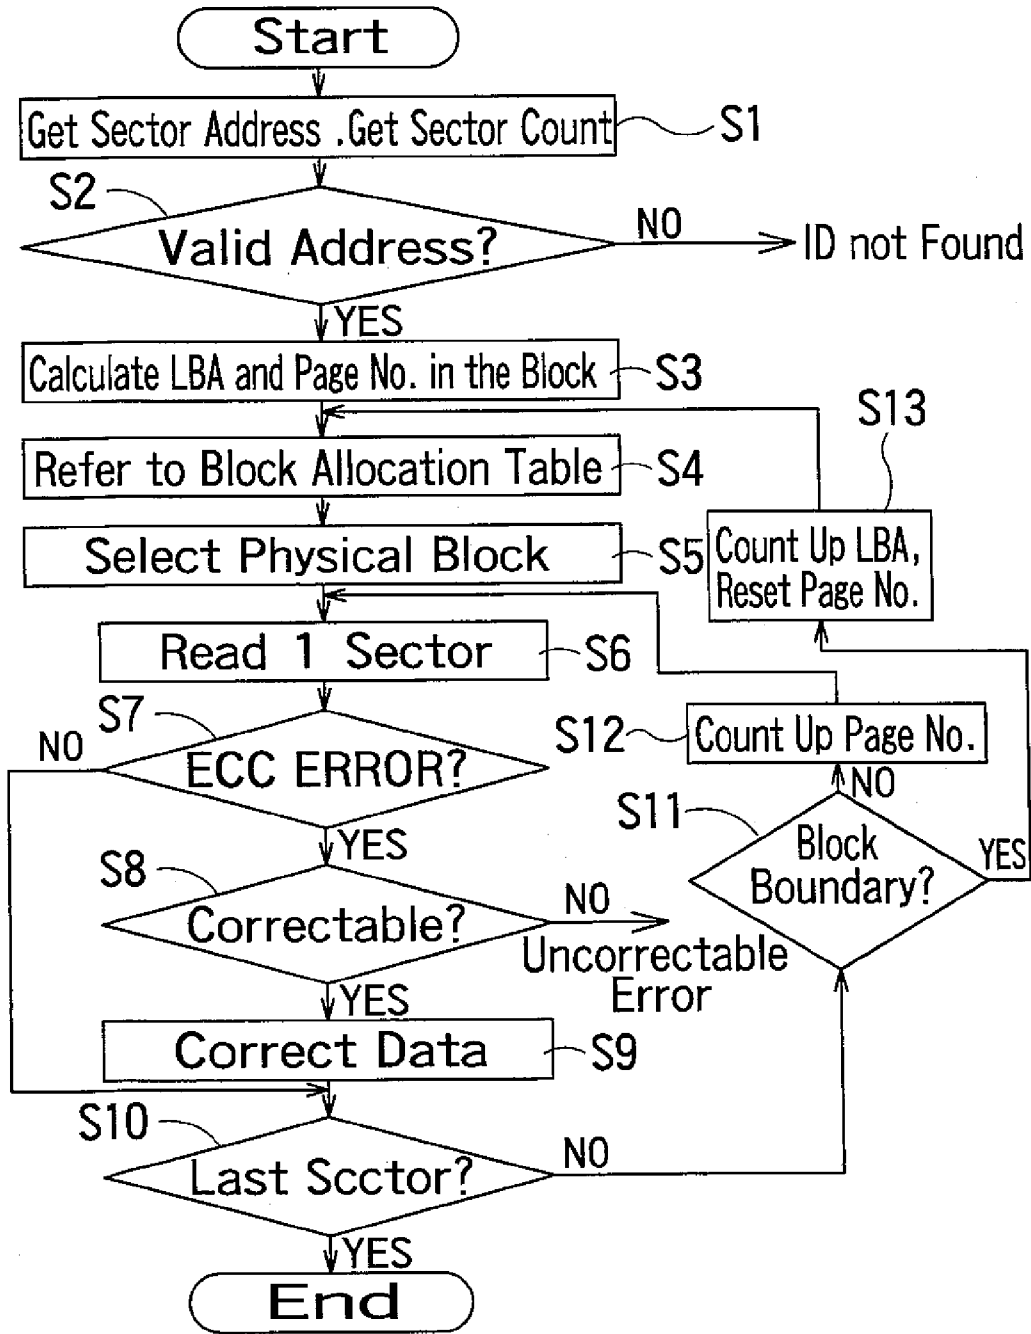 Start
Get Sector Address .Get Sector Count
S1
S2
Valid Address?
NO
ID not Found
YES
Calculate LBA and Page No. in the Block
S3
S13
Refer to Block Allocation Table
S4
Select Physical Block
S5
Count Up LBA,
Reset Page No.
Read 1 Sector
S6
S7
NO
ECC ERROR?
S12
Count Up Page No.
NO
YES
S11
Block
Boundary?
YES
S8
Correctable?
NO
Uncorrectable
Error
YES
Correct Data
S9
S10
Last Scctor?
NO
YES
End